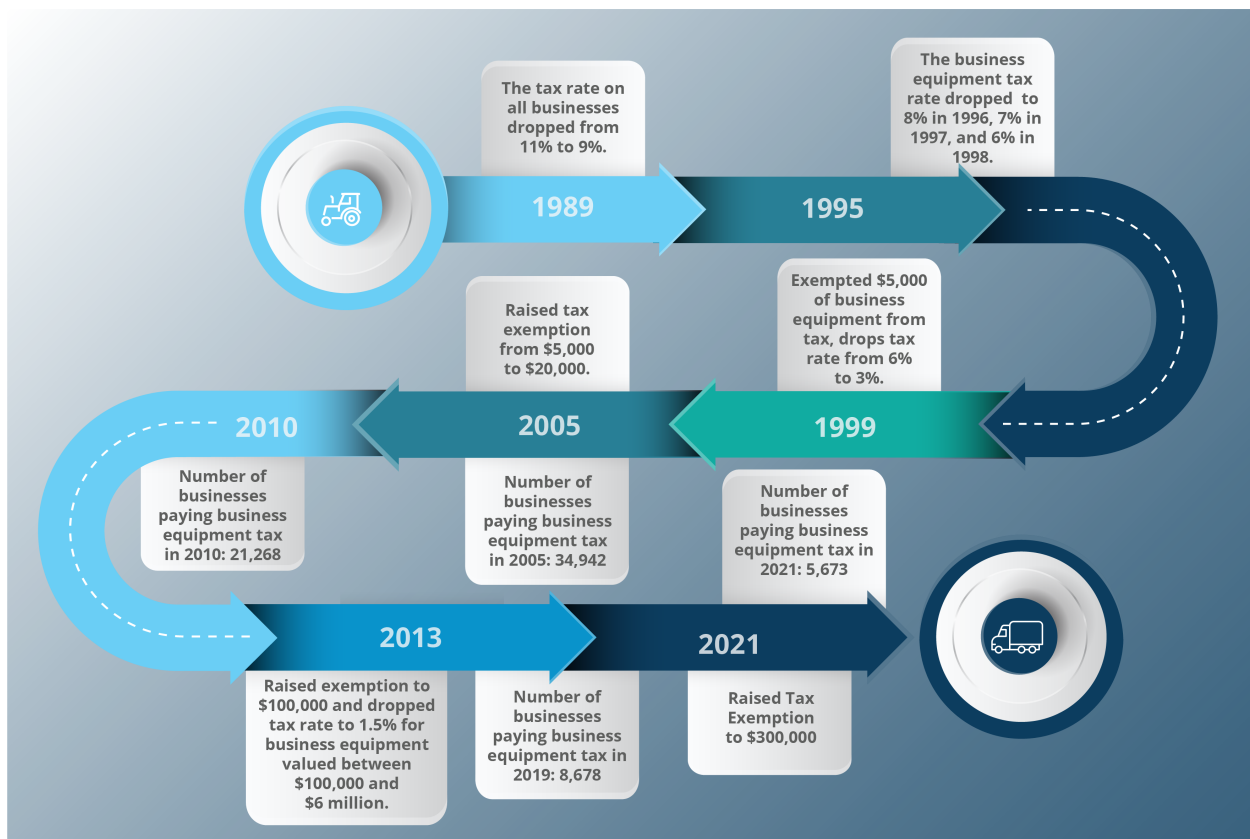 The tax rate on
all businesses
dropped from
11% to 9%.
The business
equipment tax
rate dropped to
8% in 1996, 7% in
1997, and 6% in
1998.
1989
1995
Exempted $5,000
of business
equipment from
tax, drops tax
rate from 6%
to 3%.
Raised tax
exemption
from $5,000
to $20,000.
1999
2005
2010
Number of
businesses
paying business
equipment tax
in 2005: 34,942
Number of
businesses
paying business
equipment tax
in 2010: 21,268
Number of
businesses
paying business
equipment tax in
2021: 5,673
2013
2021
Raised exemption to
$100,000 and dropped
tax rate to 1.5% for
business equipment
valued between
$100,000 and
$6 million.
Number of
businesses
paying business
equipment tax in
2019: 8,678
Raised Tax
Exemption
to $300,000